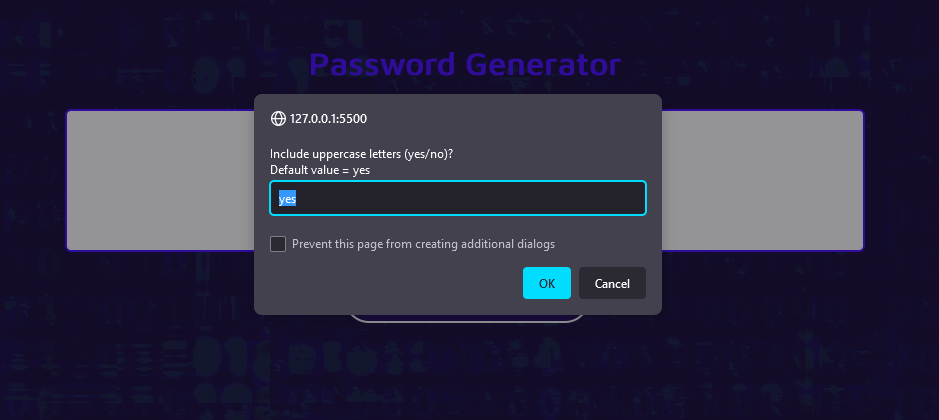 Password Generator
127.0.0.1:5500
Include uppercase letters (yes/no)?
Default value = yes
yes
Prevent this page from creating additional dialogs
OK
Cancel